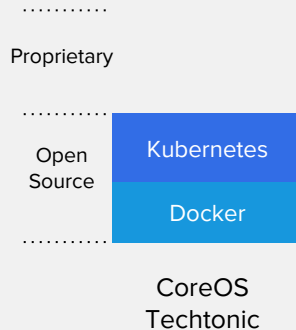 Proprietary
Open
Source
Kubernetes
Docker
CoreOS
Techtonic